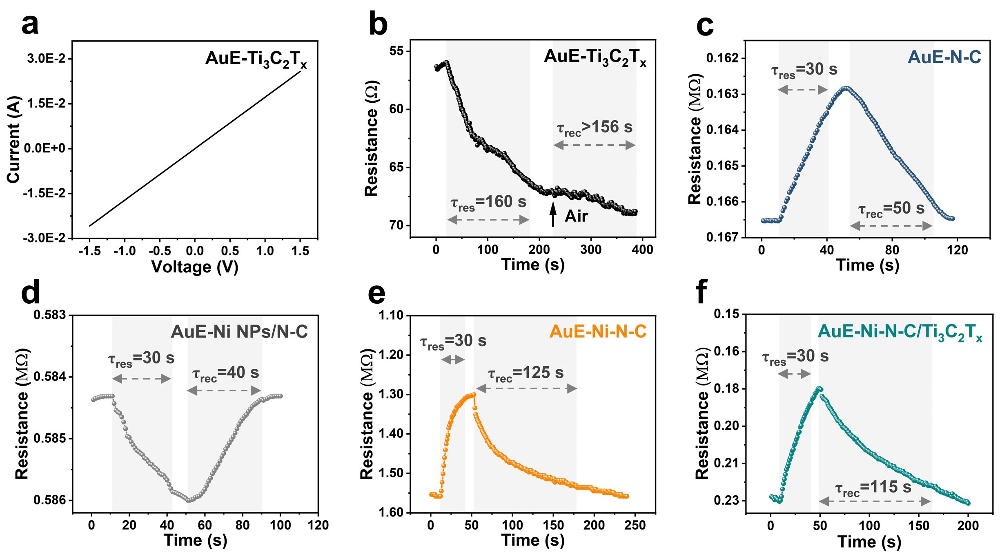 a
AuE-Ti₃C₂Tₓ
Current (A)
3.0E-2
1.5E-2
0.0E+0
-1.5E-2
-3.0E-2
-1.5 -1.0 -0.5 0.0 0.5 1.0 1.5
Voltage (V)
b
AuE-Ti₃C₂Tₓ
Resistance (Ω)
55
60
65
70
τrec>156 s
τres=160 s
Air
0 100 200 300 400
Time (s)
c
AuE-N-C
Resistance (MΩ)
0.162
0.163
0.164
0.165
0.166
0.167
τres=30 s
τrec=50 s
0 40 80 120
Time (s)
d
AuE-Ni NPs/N-C
Resistance (MΩ)
0.583
0.584
0.585
0.586
τres=30 s
τrec=40 s
0 20 40 60 80 100 120
Time (s)
e
AuE-Ni-N-C
Resistance (MΩ)
1.10
1.20
1.30
1.40
1.50
1.60
τres=30 s
τrec=125 s
0 50 100 150 200 250
Time (s)
f
AuE-Ni-N-C/Ti₃C₂Tₓ
Resistance (MΩ)
0.15
0.16
0.18
0.20
0.21
0.23
τres=30 s
τrec=115 s
0 50 100 150 200
Time (s)